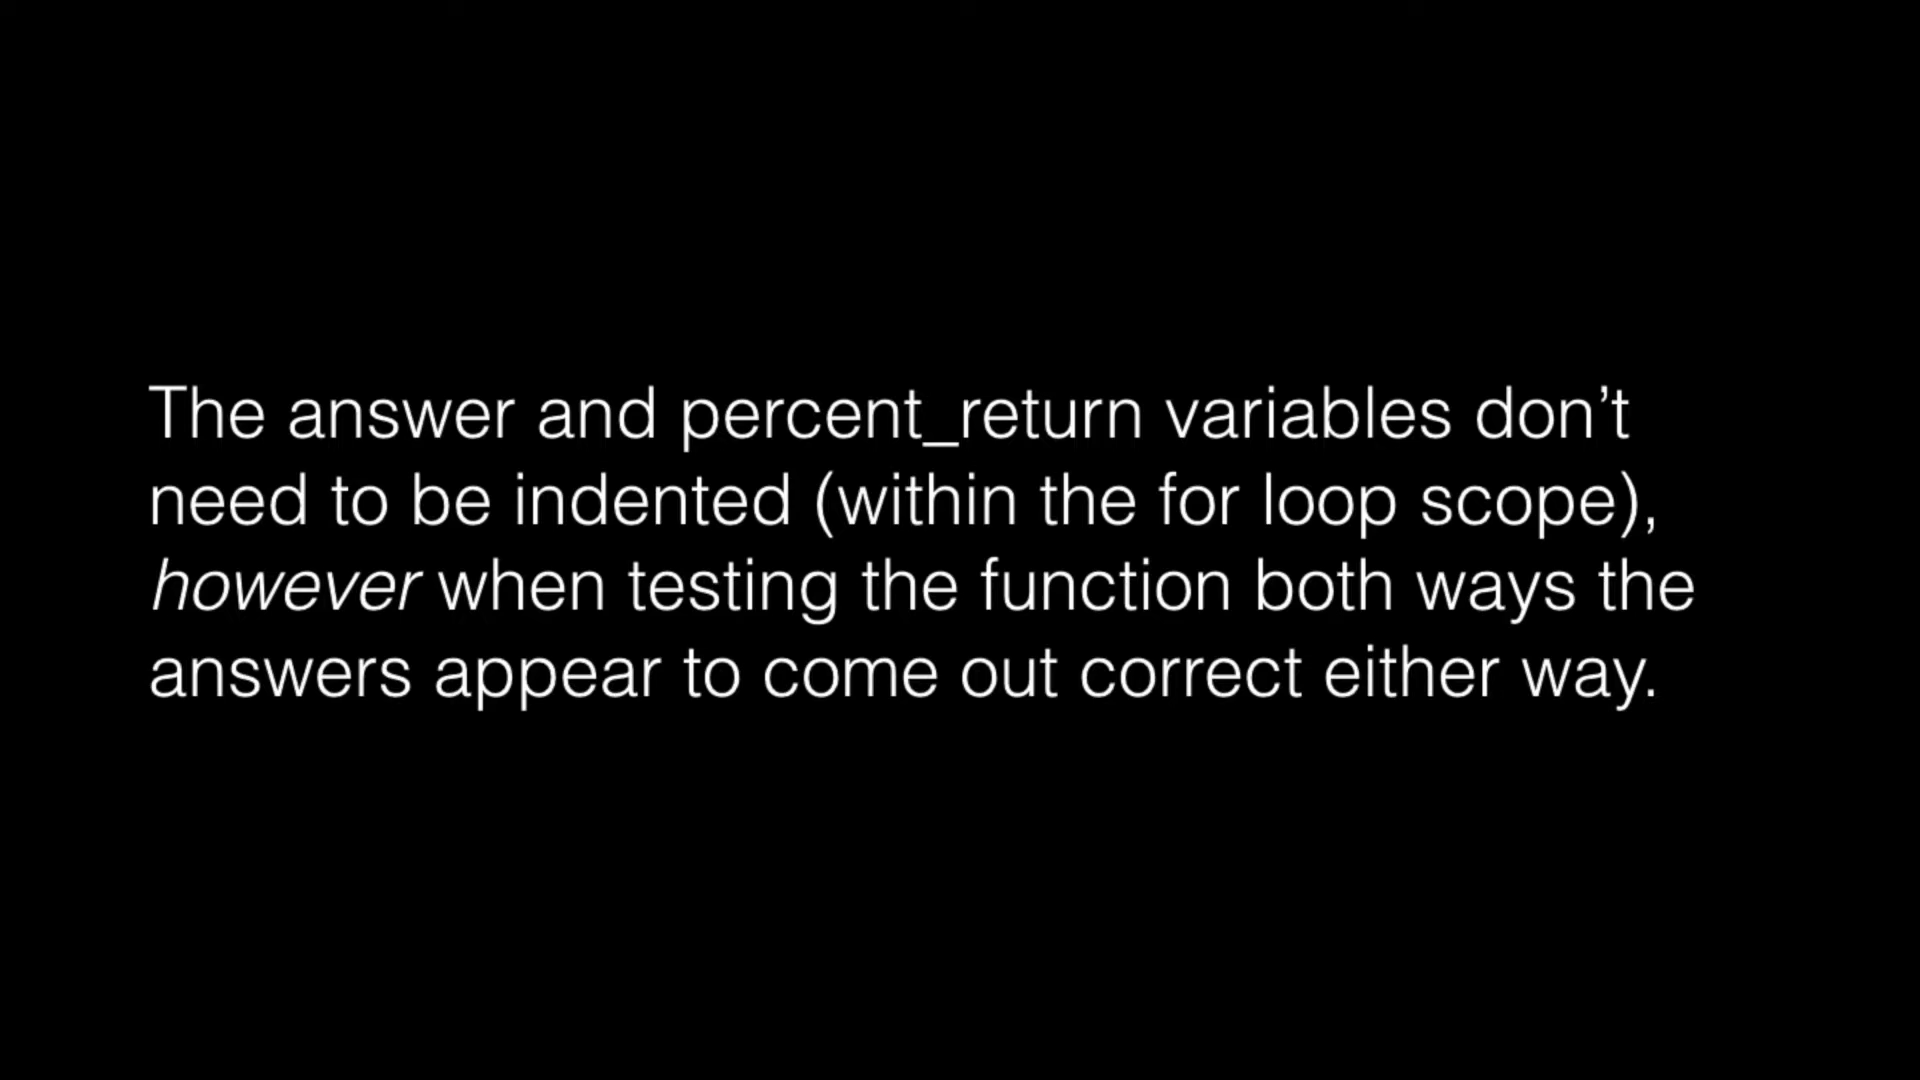 The answer and percent_return variables don’t
need to be indented (within the for loop scope),
however when testing the function both ways the
answers appear to come out correct either way.